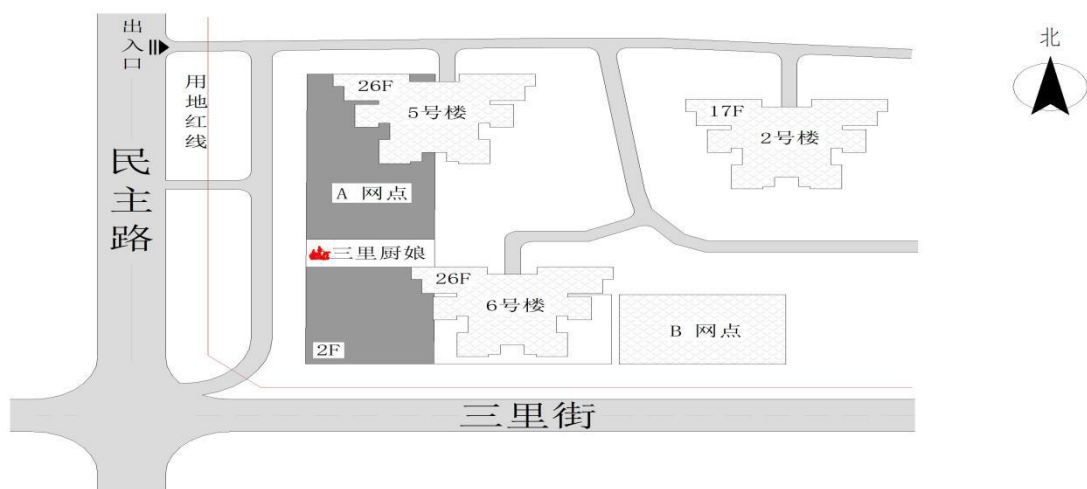 出入口
北
用地红线
民主路
26F
5号楼
17F
2号楼
A 网点
三里厨娘
26F
6号楼
B 网点
2F
三里街